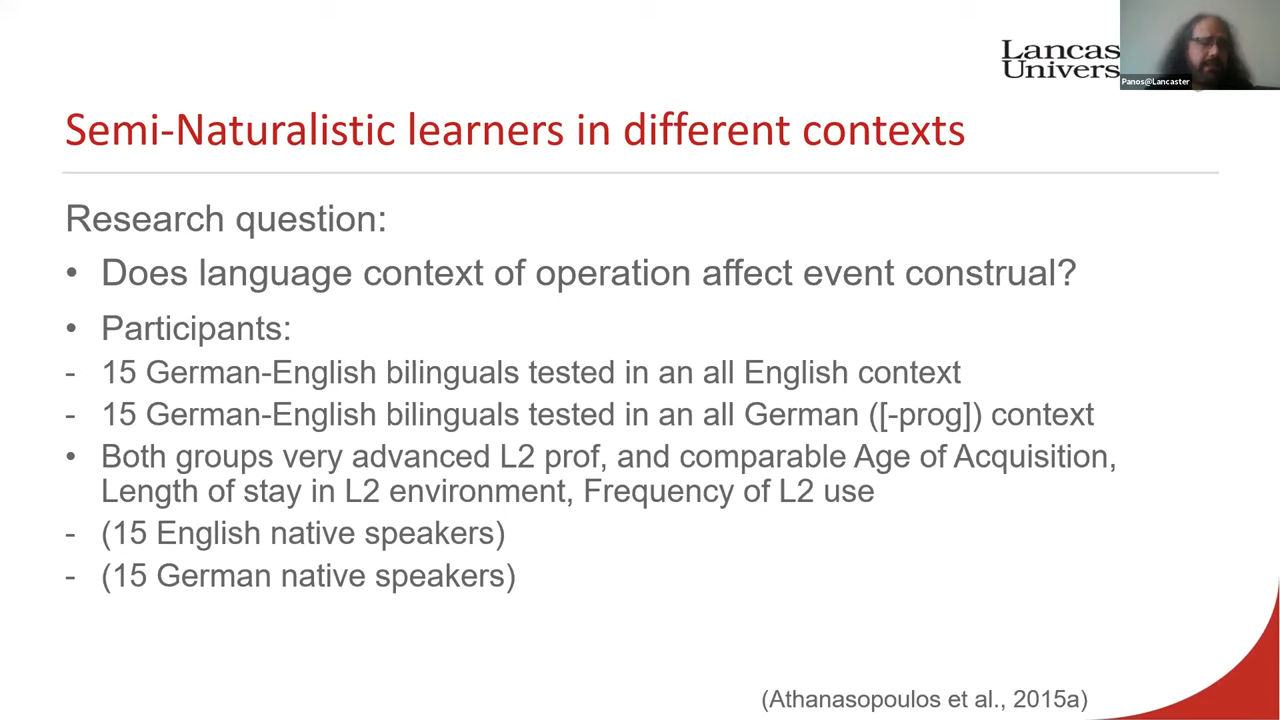 Lancas
Univers
Panos@Lancaster
Semi-Naturalistic learners in different contexts
Research question:
• Does language context of operation affect event construal?
• Participants:
- 15 German-English bilinguals tested in an all English context
- 15 German-English bilinguals tested in an all German ([-prog]) context
• Both groups very advanced L2 prof, and comparable Age of Acquisition,
Length of stay in L2 environment, Frequency of L2 use
- (15 English native speakers)
- (15 German native speakers)
(Athanasopoulos et al., 2015a)